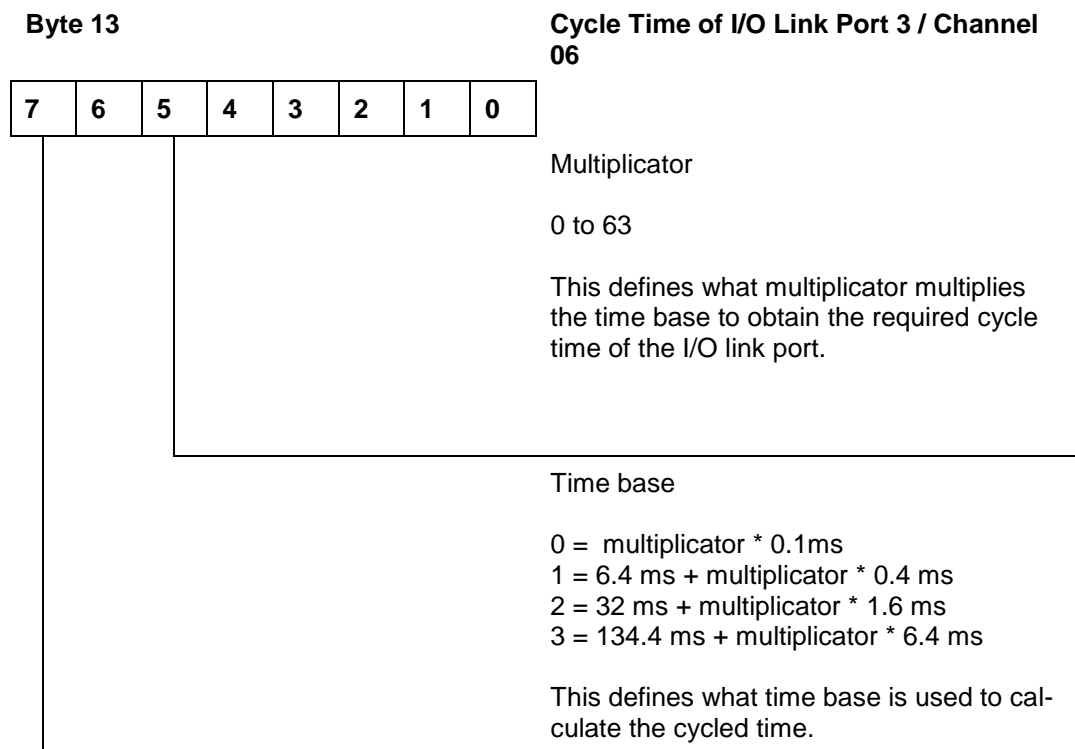 Byte 13
Cycle Time of I/O Link Port 3 / Channel
06
7 6 5 4 3 2 1 0
Multiplicator
0 to 63
This defines what multiplicator multiplies
the time base to obtain the required cycle
time of the I/O link port.
Time base
0 = multiplicator * 0.1ms
1 = 6.4 ms + multiplicator * 0.4 ms
2 = 32 ms + multiplicator * 1.6 ms
3 = 134.4 ms + multiplicator * 6.4 ms
This defines what time base is used to cal-
culate the cycled time.